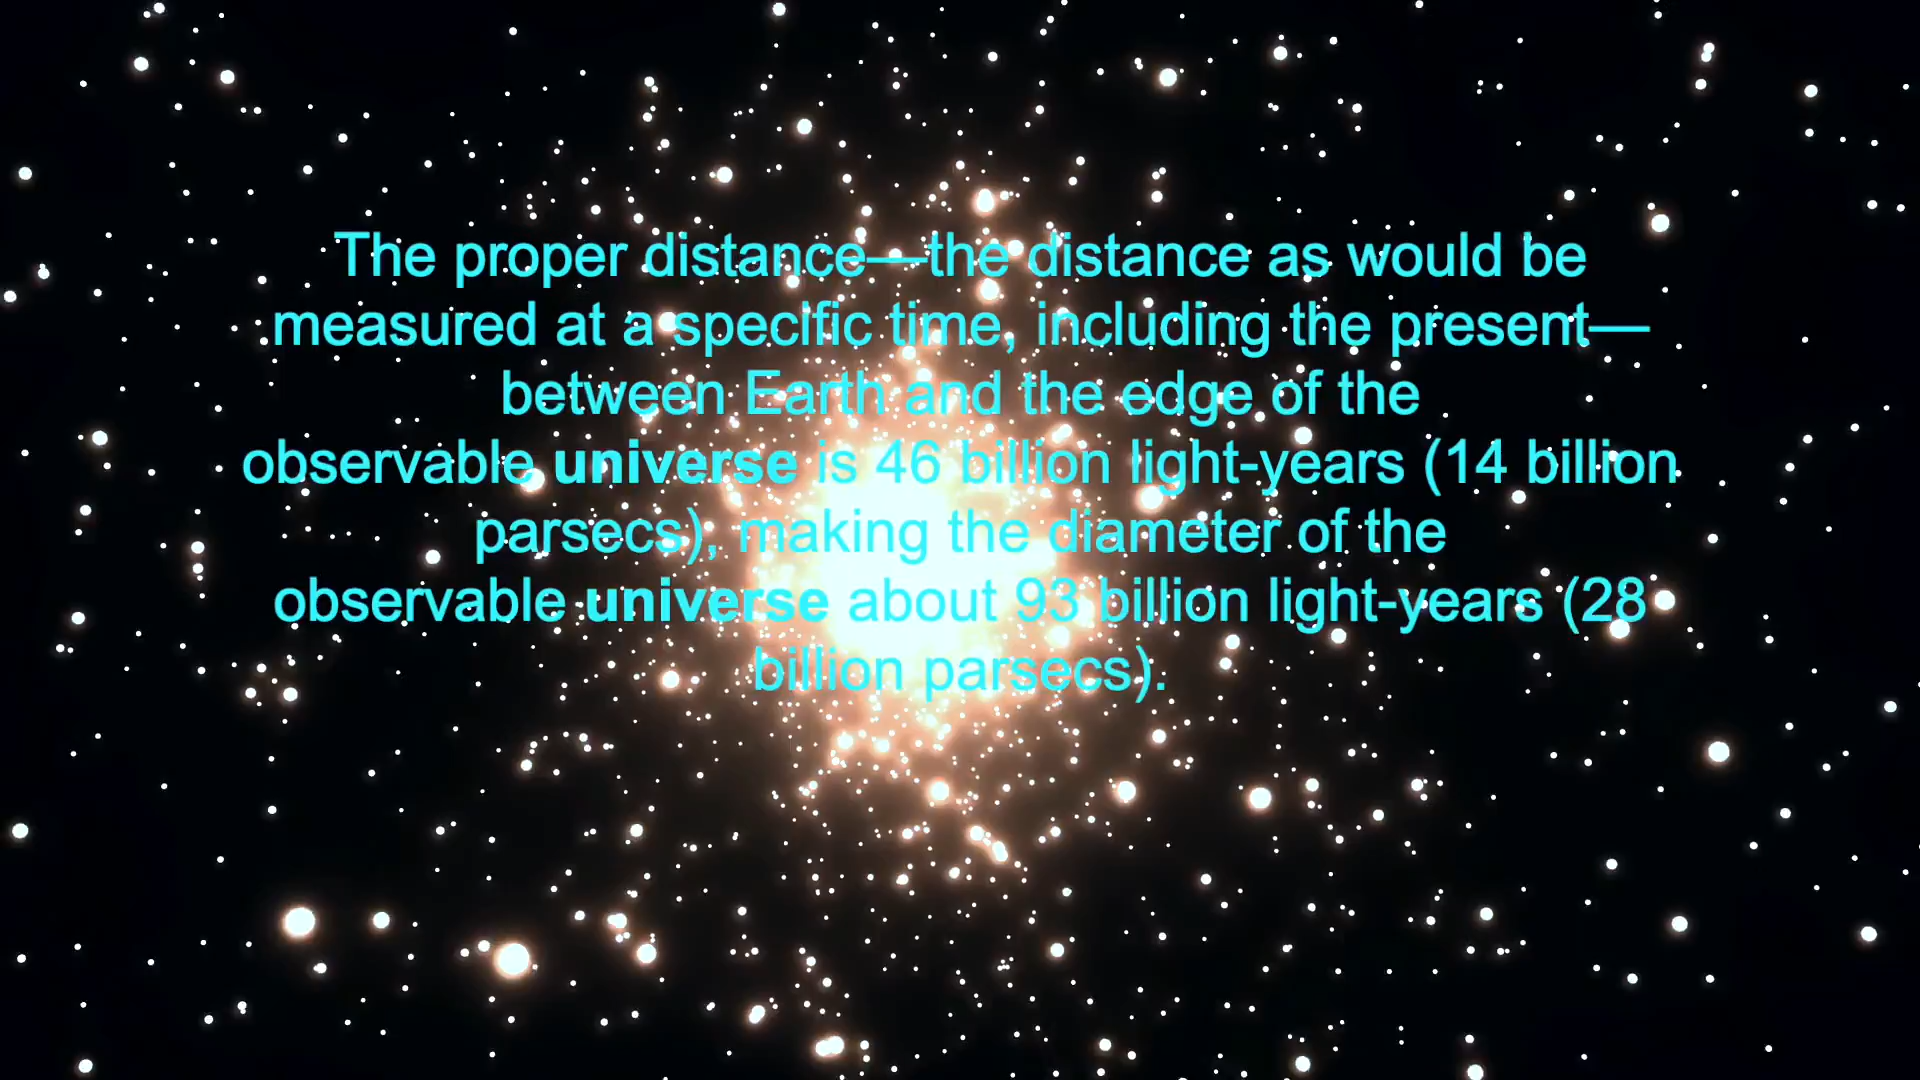 The proper distance—the distance as would be
measured at a specific time, including the present—
between Earth and the edge of the
observable universe is 46 billion light-years (14 billion
parsecs), making the diameter of the
observable universe about 93 billion light-years (28
billion parsecs).